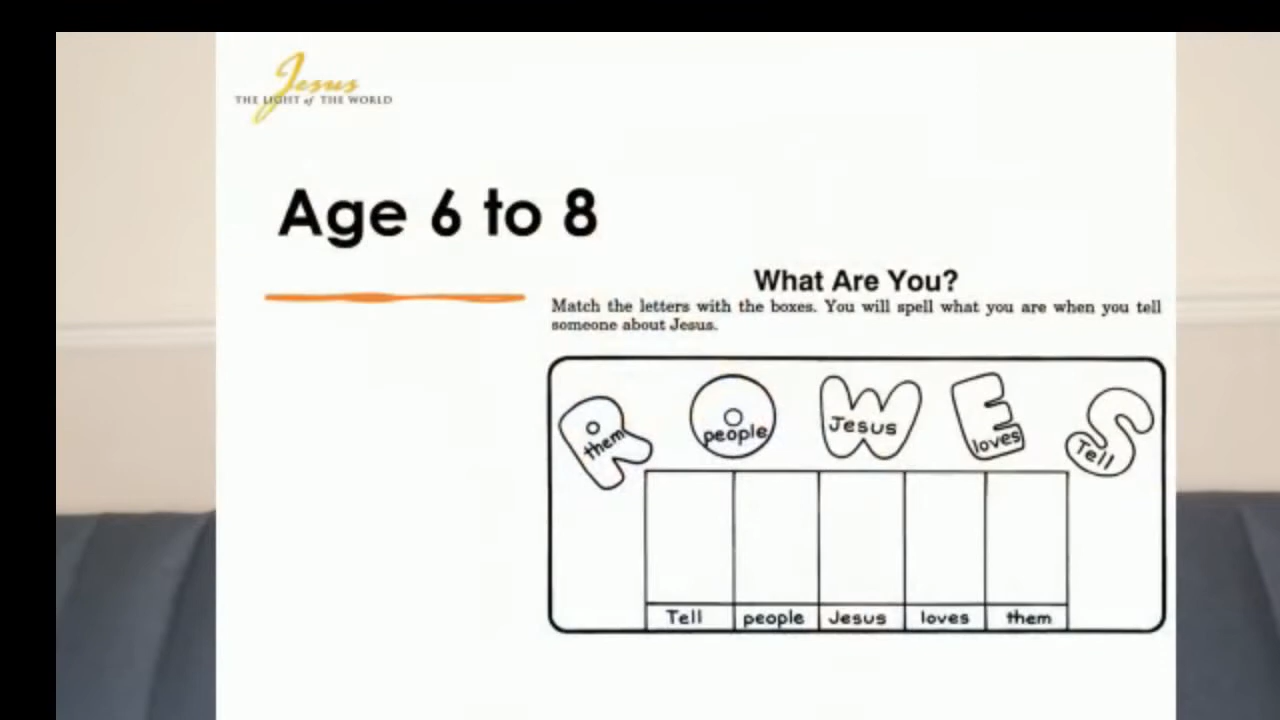 Jesus
THE LIGHT of THE WORLD
Age 6 to 8
What Are You?
Match the letters with the boxes. You will spell what you are when you tell
someone about Jesus.
R O W E S
them people Jesus loves Tell
Tell people Jesus loves them